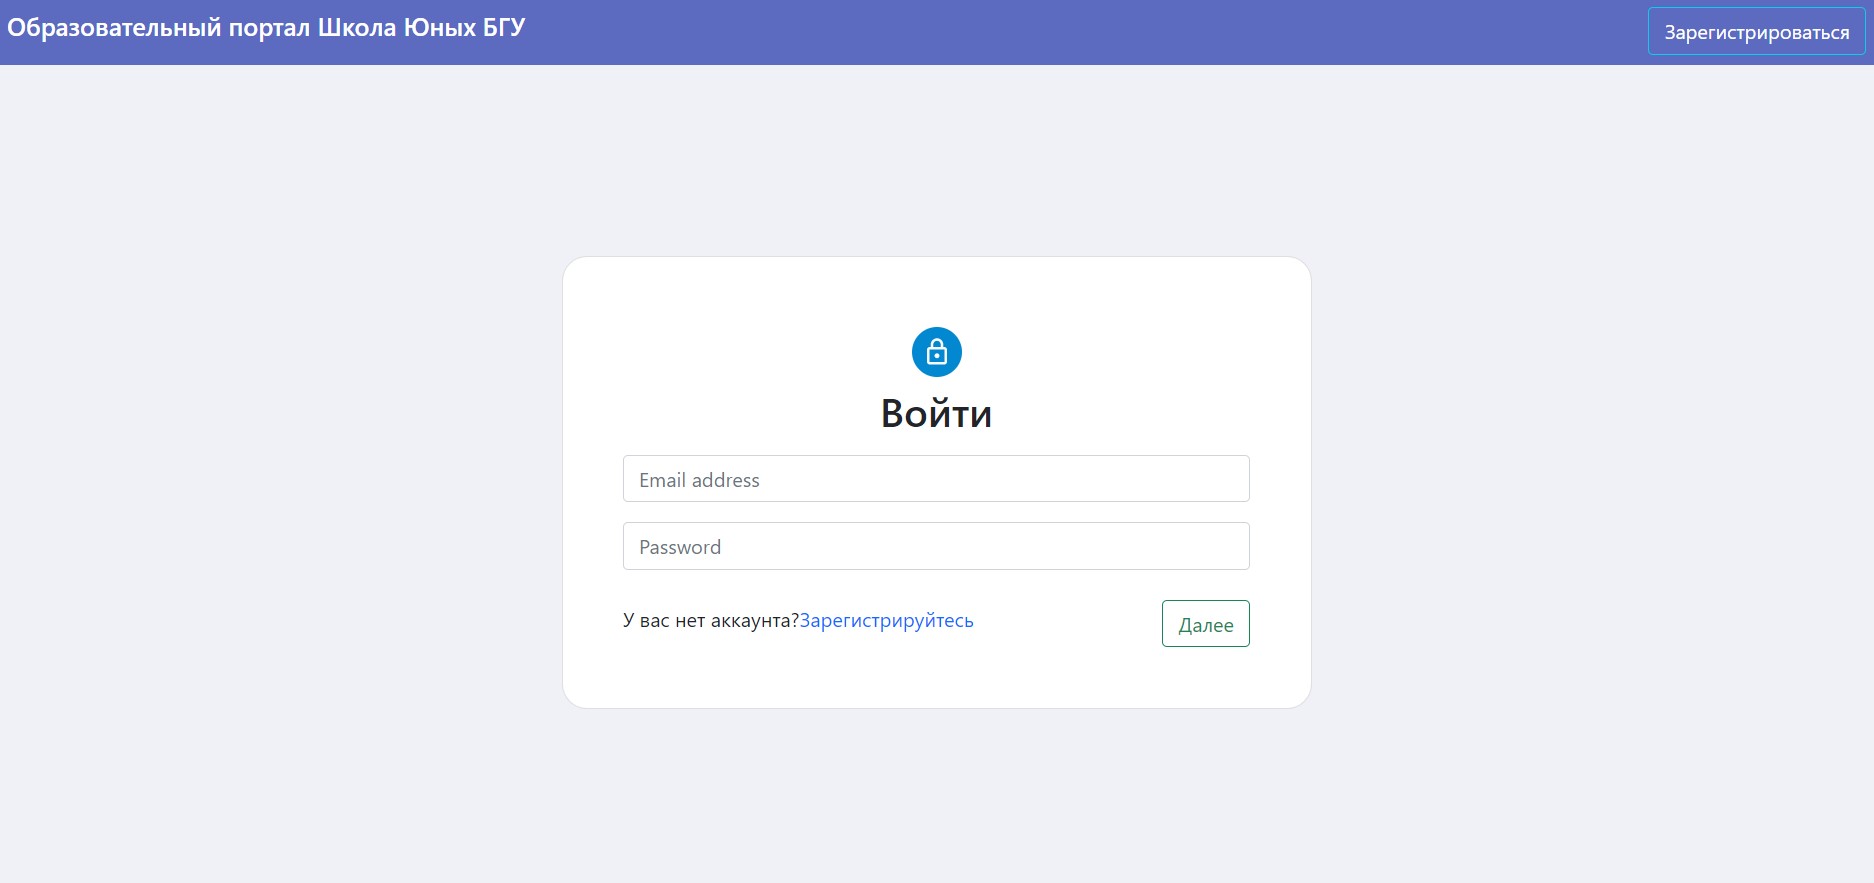 Образовательный портал Школа Юных БГУ
Зарегистрироваться
Войти
Email address
Password
У вас нет аккаунта?Зарегистрируйтесь
Далее